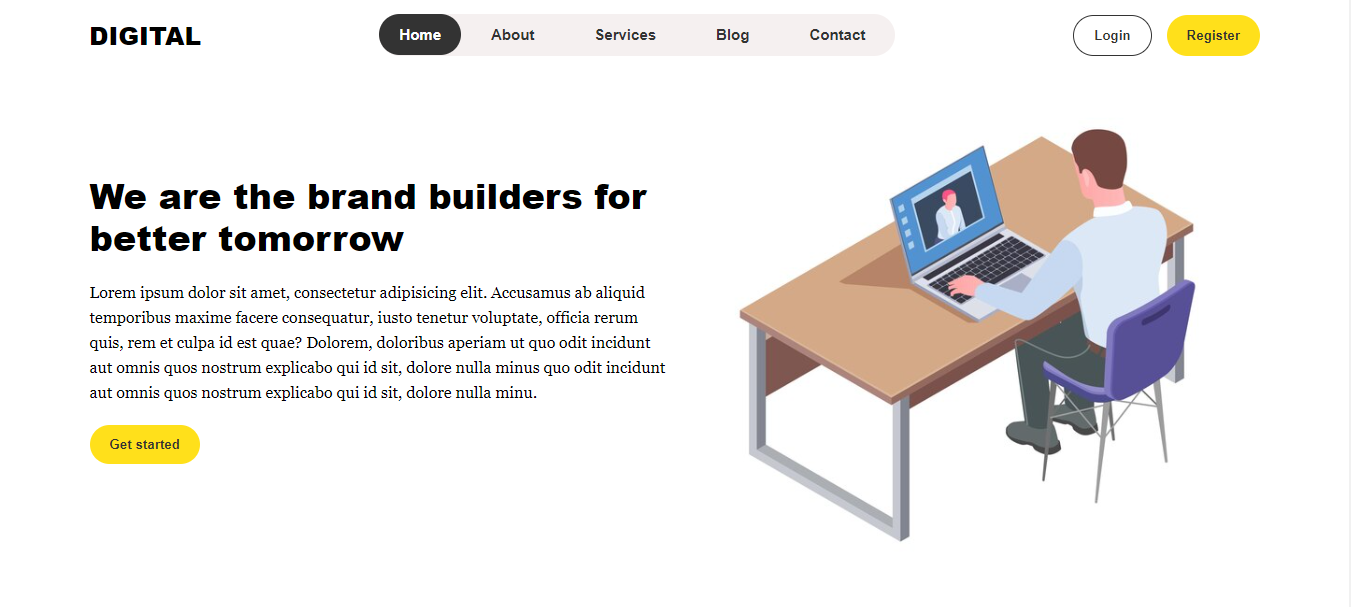 DIGITAL
Home About Services Blog Contact
Login Register
We are the brand builders for
better tomorrow
Lorem ipsum dolor sit amet, consectetur adipisicing elit. Accusamus ab aliquid
temporibus maxime facere consequatur, iusto tenetur voluptate, officia rerum
quis, rem et culpa id est quae? Dolorem, doloribus aperiam ut quo odit incidunt
aut omnis quos nostrum explicabo qui id sit, dolore nulla minus quo odit incidunt
aut omnis quos nostrum explicabo qui id sit, dolore nulla minu.
Get started